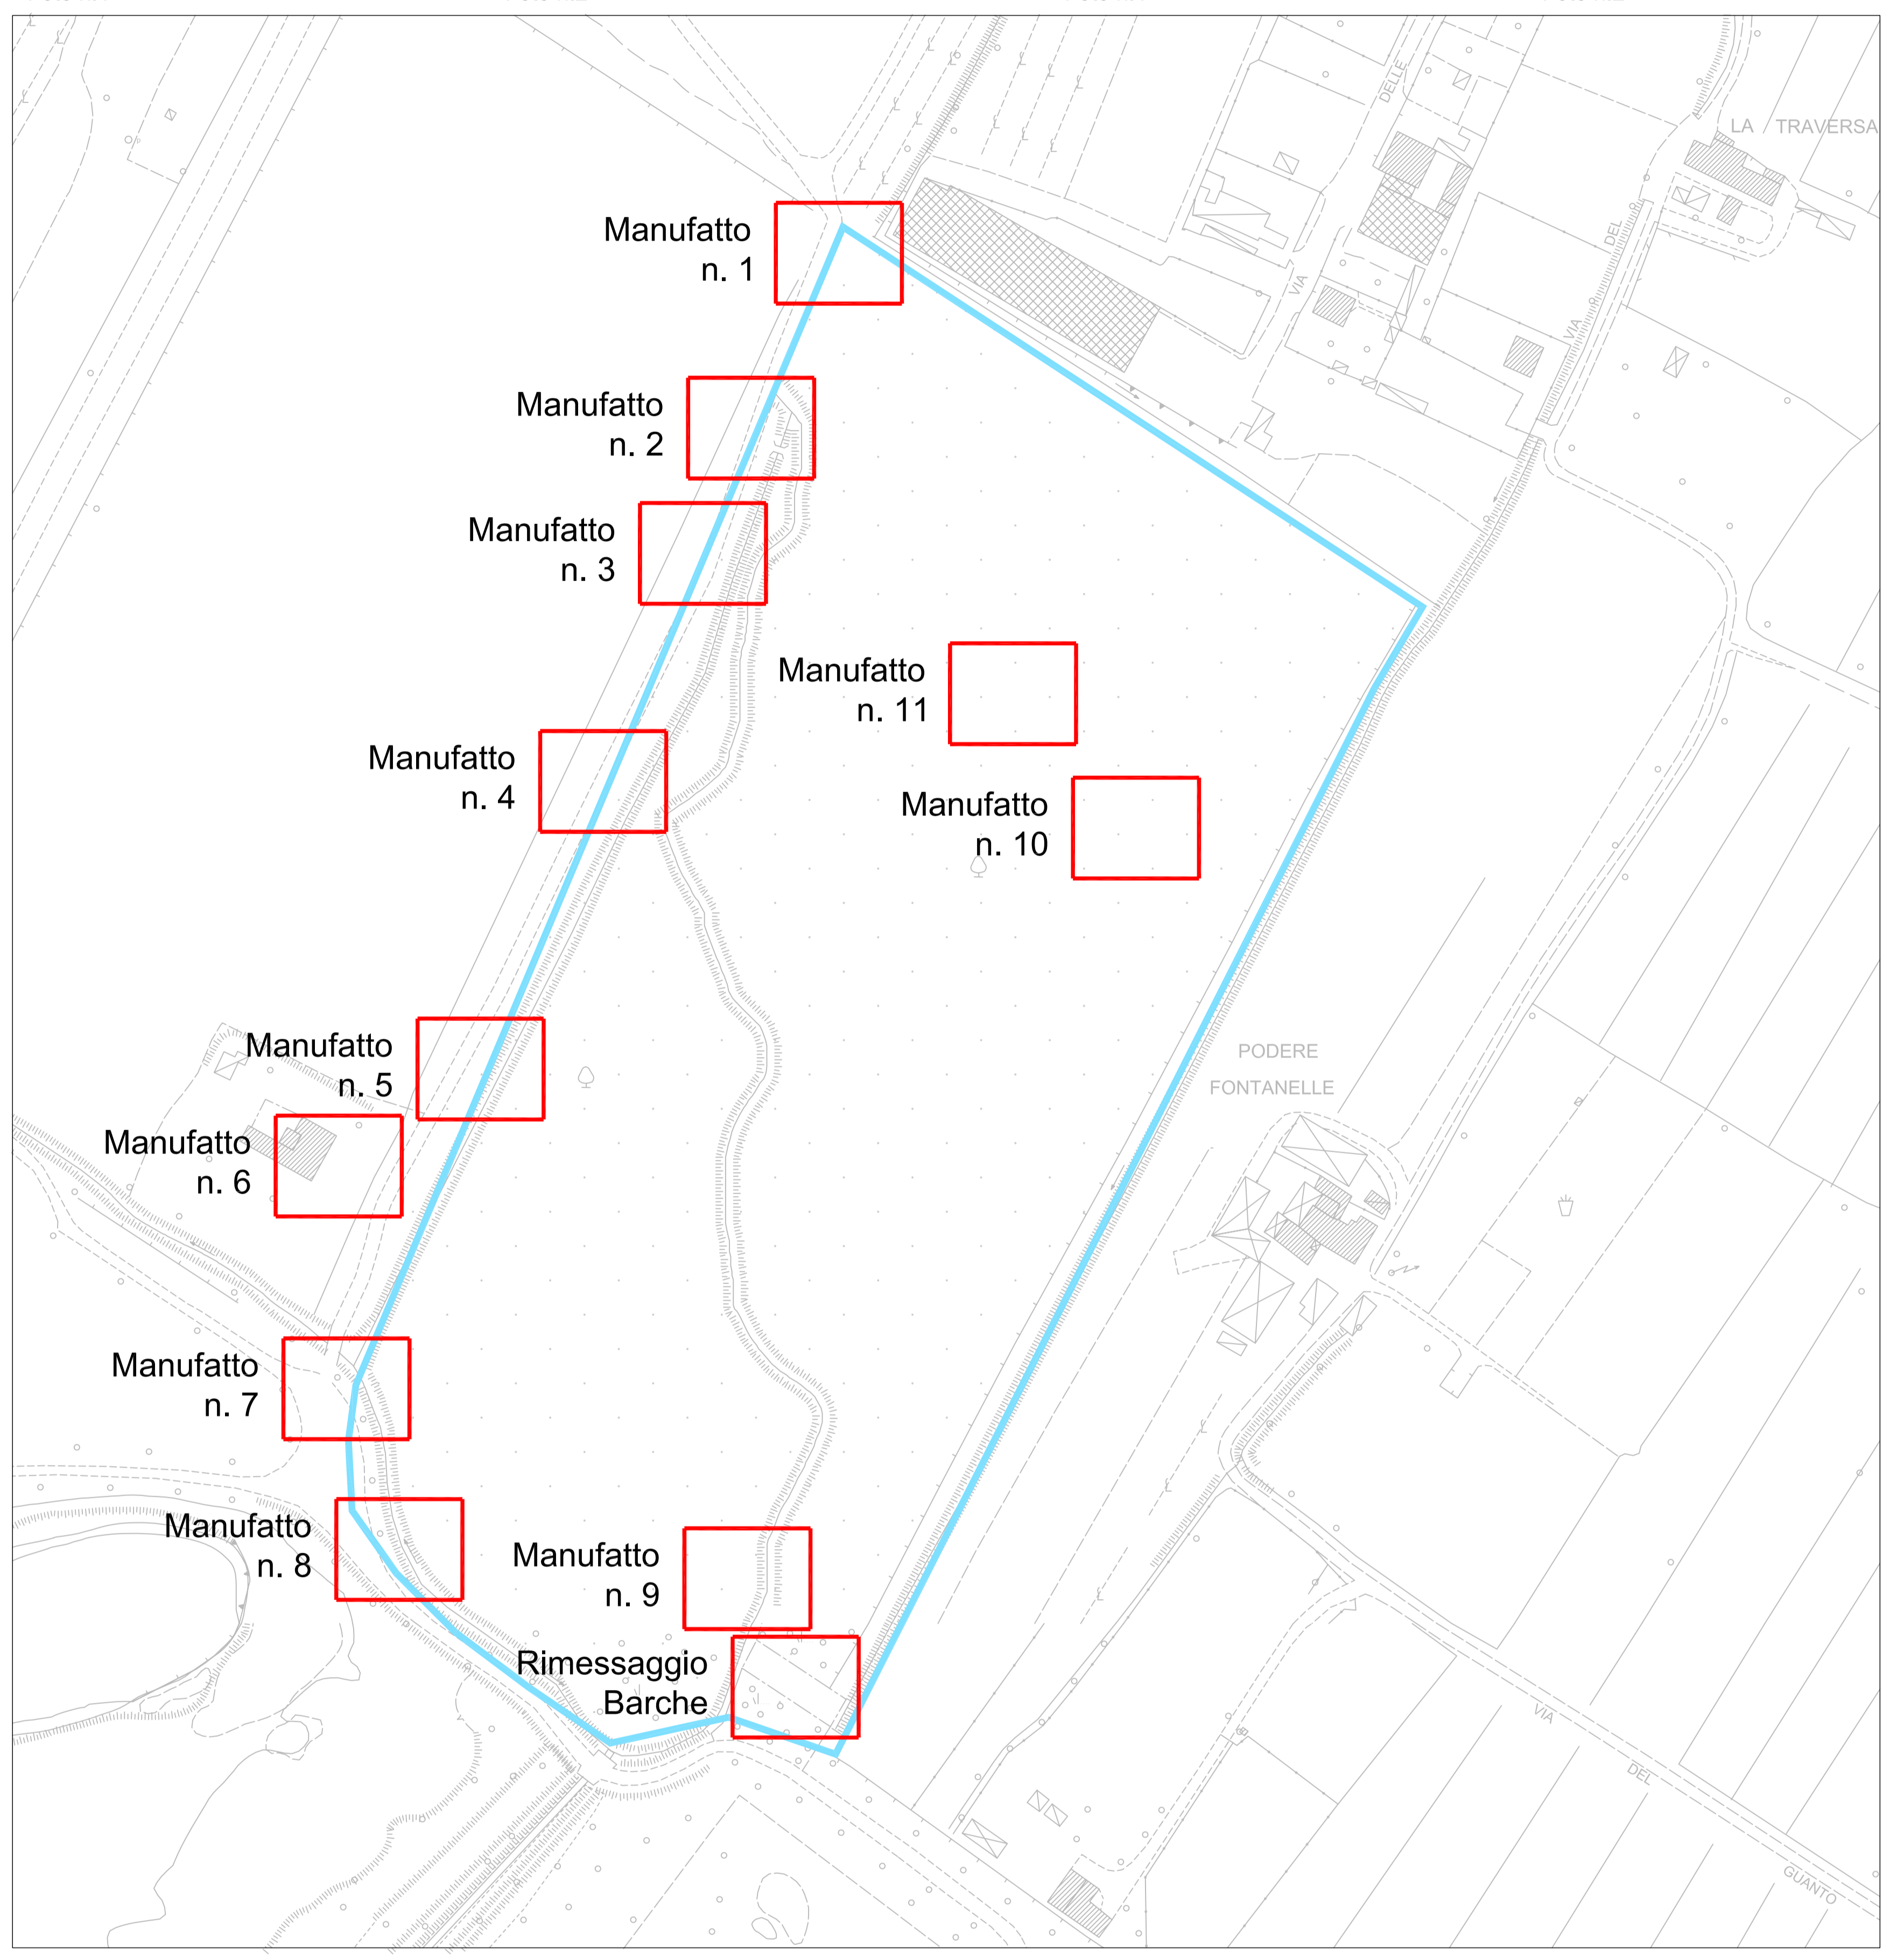 DELLE
LA TRAVERSA
Manufatto
n. 1
DEL
VIA
VIA
Manufatto
n. 2
Manufatto
n. 3
Manufatto
n. 11
Manufatto
n. 4
Manufatto
n. 10
Manufatto
n. 5
PODERE
FONTANELLE
Manufatto
n. 6
Manufatto
n. 7
Manufatto
n. 8
Manufatto
n. 9
Rimessaggio
Barche
VIA
DEL
GUANTO